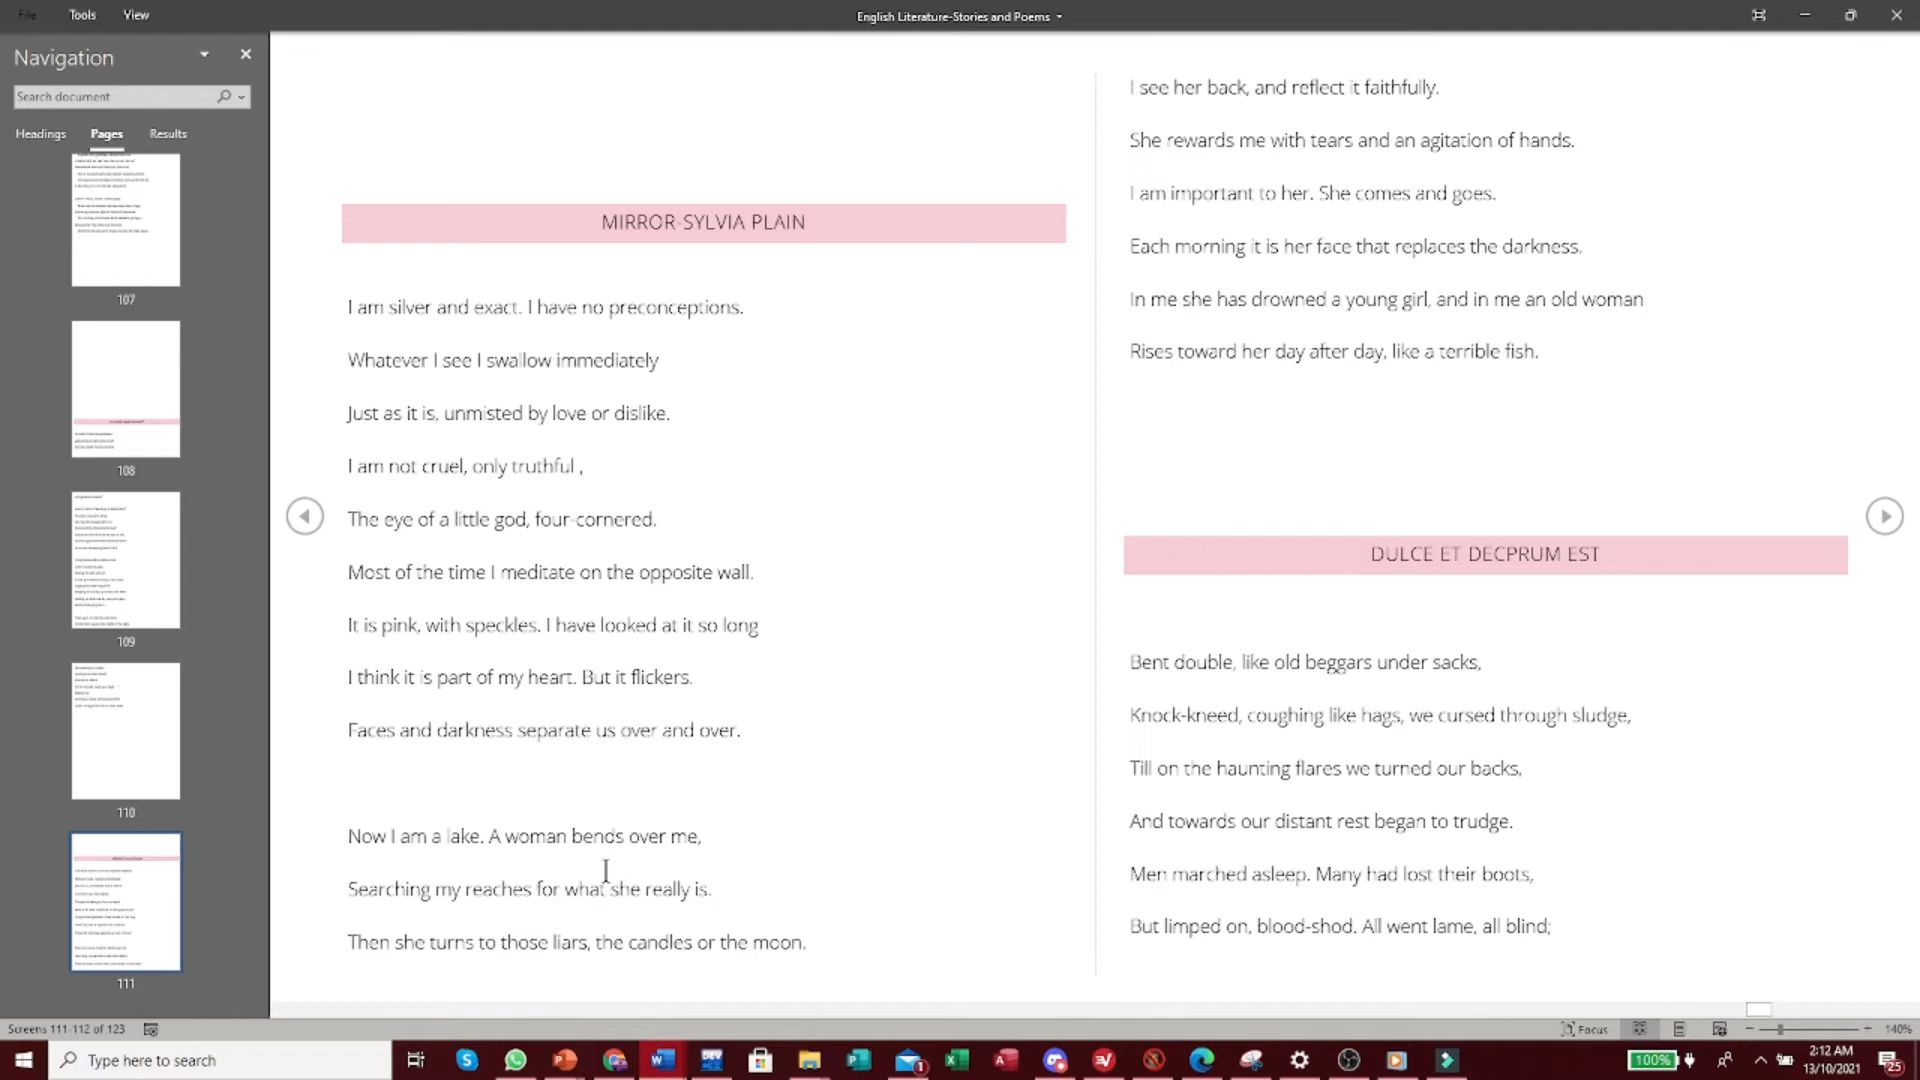 File Tools View
English Literature-Stories and Poems
Navigation
Search document
Headings Pages Results
107
108
109
110
111
MIRROR-SYLVIA PLAIN
I am silver and exact. I have no preconceptions.
Whatever I see I swallow immediately
Just as it is, unmisted by love or dislike.
I am not cruel, only truthful ,
The eye of a little god, four-cornered.
Most of the time I meditate on the opposite wall.
It is pink, with speckles. I have looked at it so long
I think it is part of my heart. But it flickers.
Faces and darkness separate us over and over.
Now I am a lake. A woman bends over me,
Searching my reaches for what she really is.
Then she turns to those liars, the candles or the moon.
I see her back, and reflect it faithfully.
She rewards me with tears and an agitation of hands.
I am important to her. She comes and goes.
Each morning it is her face that replaces the darkness.
In me she has drowned a young girl, and in me an old woman
Rises toward her day after day, like a terrible fish.
DULCE ET DECPRUM EST
Bent double, like old beggars under sacks,
Knock-kneed, coughing like hags, we cursed through sludge,
Till on the haunting flares we turned our backs,
And towards our distant rest began to trudge.
Men marched asleep. Many had lost their boots,
But limped on, blood-shod. All went lame, all blind;
Screens 111-112 of 123
Focus
140%
Type here to search
DEV
1
100%
2:12 AM
13/10/2021
25